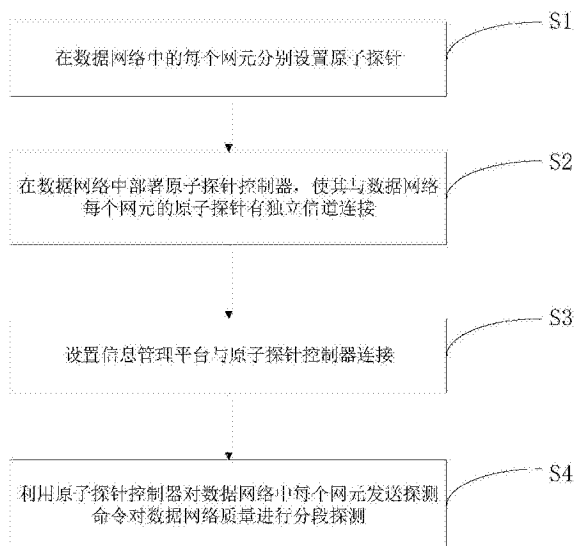 S1
在数据网络中的每个网元分别设置原子探针
S2
在数据网络中部署原子探针控制器，使其与数据网络
每个网元的原子探针有独立信道连接
S3
设置信息管理平台与原子探针控制器连接
S4
利用原子探针控制器对数据网络中每个网元发送探测
命令对数据网络质量进行分段探测